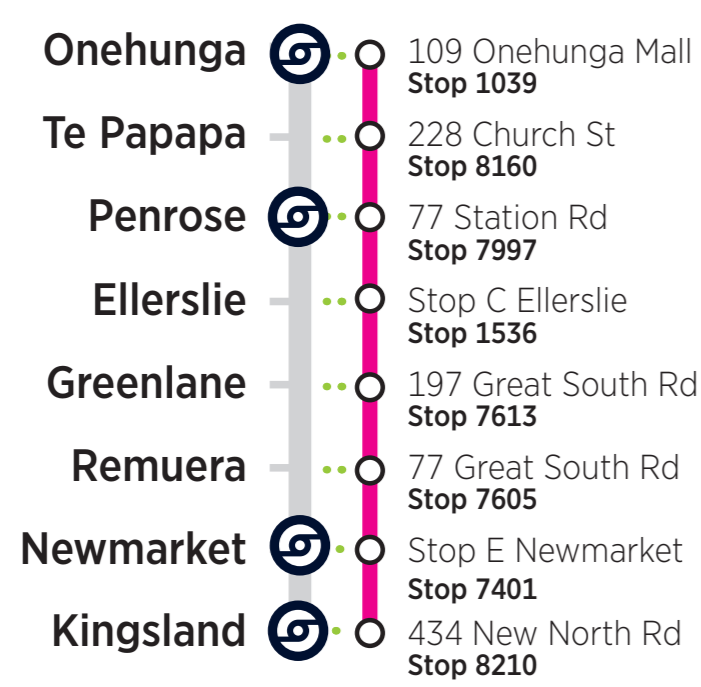 Onehunga
109 Onehunga Mall
Stop 1039
Te Papapa
228 Church St
Stop 8160
Penrose
77 Station Rd
Stop 7997
Ellerslie
Stop C Ellerslie
Stop 1536
Greenlane
197 Great South Rd
Stop 7613
Remuera
77 Great South Rd
Stop 7605
Newmarket
Stop E Newmarket
Stop 7401
Kingsland
434 New North Rd
Stop 8210